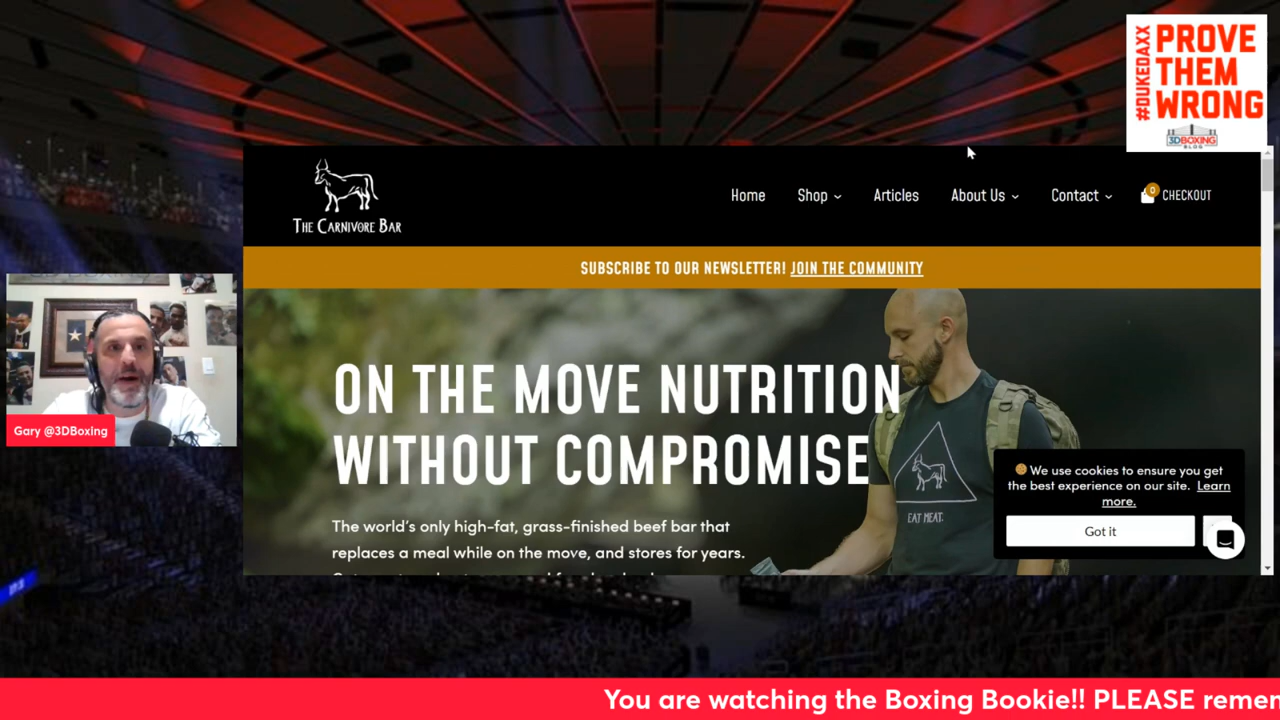 #DUKEDAXX
PROVE
THEM
WRONG
3DBOXING
BLOG
THE CARNIVORE BAR
Home
Shop
Articles
About Us
Contact
0
CHECKOUT
SUBSCRIBE TO OUR NEWSLETTER! JOIN THE COMMUNITY
ON THE MOVE NUTRITION
WITHOUT COMPROMISE
The world's only high-fat, grass-finished beef bar that
replaces a meal while on the move, and stores for years.
EAT MEAT.
We use cookies to ensure you get
the best experience on our site. Learn
more.
Got it
Gary @3DBoxing
You are watching the Boxing Bookie!! PLEASE remen